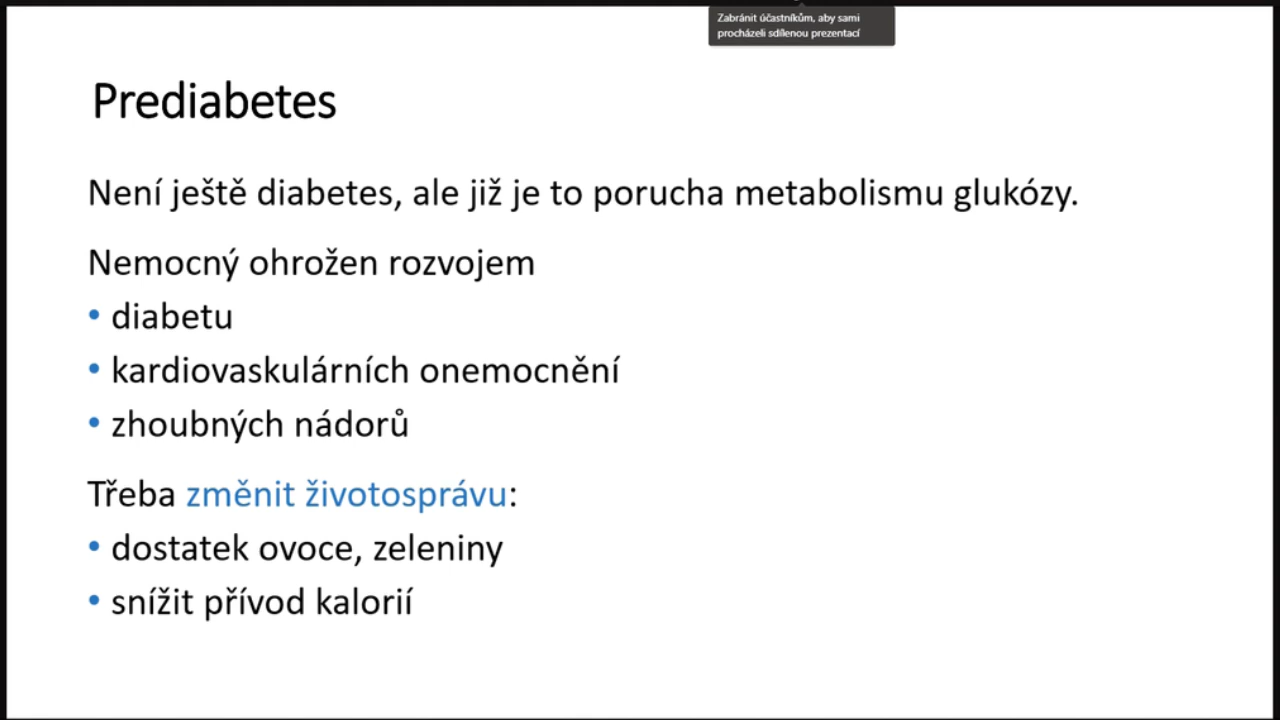 Zabránit účastníkům, aby sami
procházeli sdílenou prezentací
Prediabetes
Není ještě diabetes, ale již je to porucha metabolismu glukózy.
Nemocný ohrožen rozvojem
• diabetu
• kardiovaskulárních onemocnění
• zhoubných nádorů
Třeba změnit životosprávu:
• dostatek ovoce, zeleniny
• snížit přívod kalorií